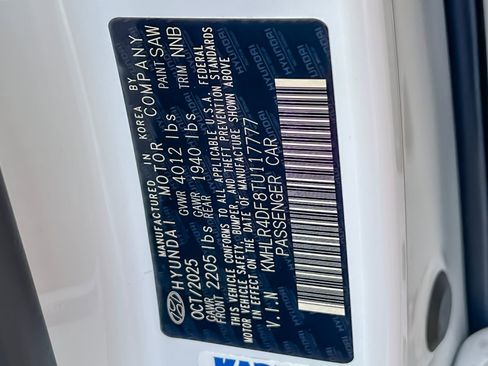 MANUFACTURED IN KOREA BY
HYUNDAI MOTOR COMPANY
OCT/2025 GVWR 4012 lbs PAINT SAW
GAWR FRONT 2205 lbs GAWR REAR 1940 lbs TRIM NNB
THIS VEHICLE CONFORMS TO ALL APPLICABLE U.S.A. FEDERAL
MOTOR VEHICLE SAFETY, BUMPER, AND THEFT PREVENTION STANDARDS
IN EFFECT ON THE DATE OF MANUFACTURE SHOWN ABOVE
V.I.N KMHLR4DF8TU117777
PASSENGER CAR
HYUNDAI